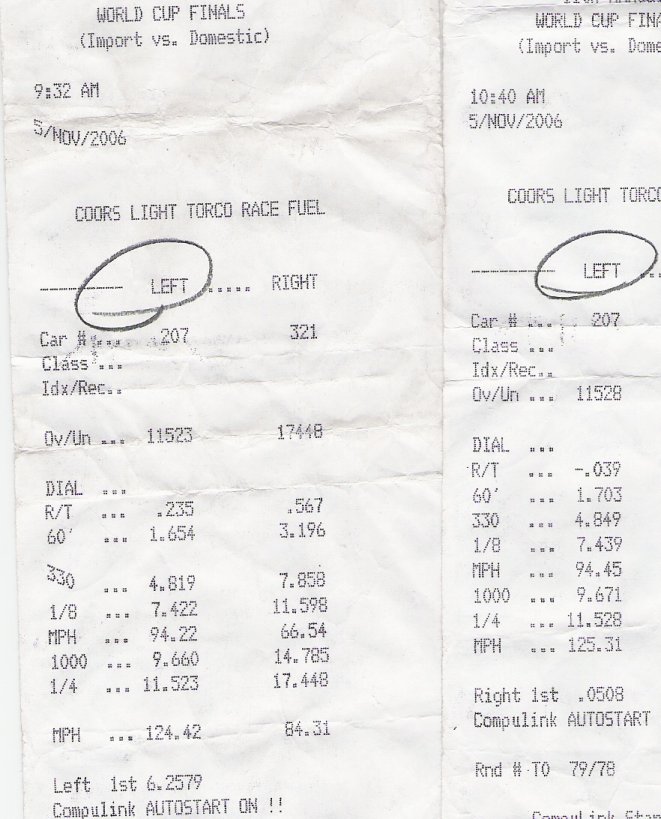 WORLD CUP FINALS
(Import vs. Domestic)
9:32 AM
5/NOV/2006
COORS LIGHT TORCO RACE FUEL
---------- LEFT ..... RIGHT
Car # ... 207 321
Class ...
Idx/Rec..
Ov/Un ... 11523 17448
DIAL ...
R/T ... .235 .567
60' ... 1.654 3.196
330 ... 4.819 7.858
1/8 ... 7.422 11.598
MPH ... 94.22 66.54
1000 ... 9.660 14.785
1/4 ... 11.523 17.448
MPH ... 124.42 84.31
Left 1st 6.2579
Compulink AUTOSTART ON !!
WORLD CUP FINA
(Import vs. Dome
10:40 AM
5/NOV/2006
COORS LIGHT TORCO
---------- LEFT ...
Car # ... 207
Class ...
Idx/Rec..
Ov/Un ... 11528
DIAL ...
R/T ... -.039
60' ... 1.703
330 ... 4.849
1/8 ... 7.439
MPH ... 94.45
1000 ... 9.671
1/4 ... 11.528
MPH ... 125.31
Right 1st .0508
Compulink AUTOSTART
Rnd # TO 79/78
CompuLink Stan